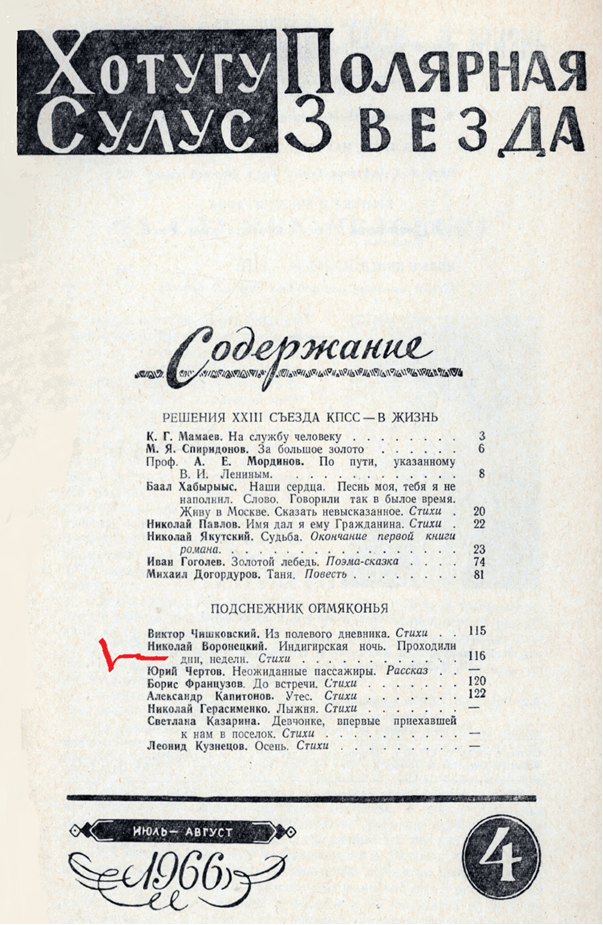 Хотугу Полярная
Сулус Звезда
Содержание
РЕШЕНИЯ XXIII СЪЕЗДА КПСС — В ЖИЗНЬ
К. Г. Мамаев. На службу человеку . . . . . . . . 3
М. Я. Спиридонов. За большое золото . . . . . . 6
Проф. А. Е. Мординов. По пути, указанному
В. И. Лениным. . . . . . . . . . . . . 8
Баал Хабырыыс. Наши сердца. Песнь моя, тебя я не
наполнил. Слово. Говорили так в былое время.
Живу в Москве. Сказать невысказанное. Стихи . 20
Николай Павлов. Имя дал я ему Гражданина. Стихи . 22
Николай Якутский. Судьба. Окончание первой книги
романа. . . . . . . . . . . . . . . . . 23
Иван Гоголев. Золотой лебедь. Поэма-сказка . . . . 74
Михаил Догордуров. Таня. Повесть . . . . . . . . 81
ПОДСНЕЖНИК ОЙМЯКОНЬЯ
Виктор Чишковский. Из полевого дневника. Стихи . . 115
Николай Воронецкий. Индигирская ночь. Проходили
дни, недели. Стихи . . . . . . . . . . . . 116
Юрий Чертов. Неожиданные пассажиры. Рассказ . . —
Борис Французов. До встречи. Стихи . . . . . . . 120
Александр Капитонов. Утес. Стихи . . . . . . . 122
Николай Герасименко. Лыжня. Стихи . . . . . . . —
Светлана Казарина. Девчонке, впервые приехавшей
к нам в поселок. Стихи . . . . . . . . . . —
Леонид Кузнецов. Осень. Стихи . . . . . . . . . —
ИЮЛЬ — АВГУСТ
1966
4